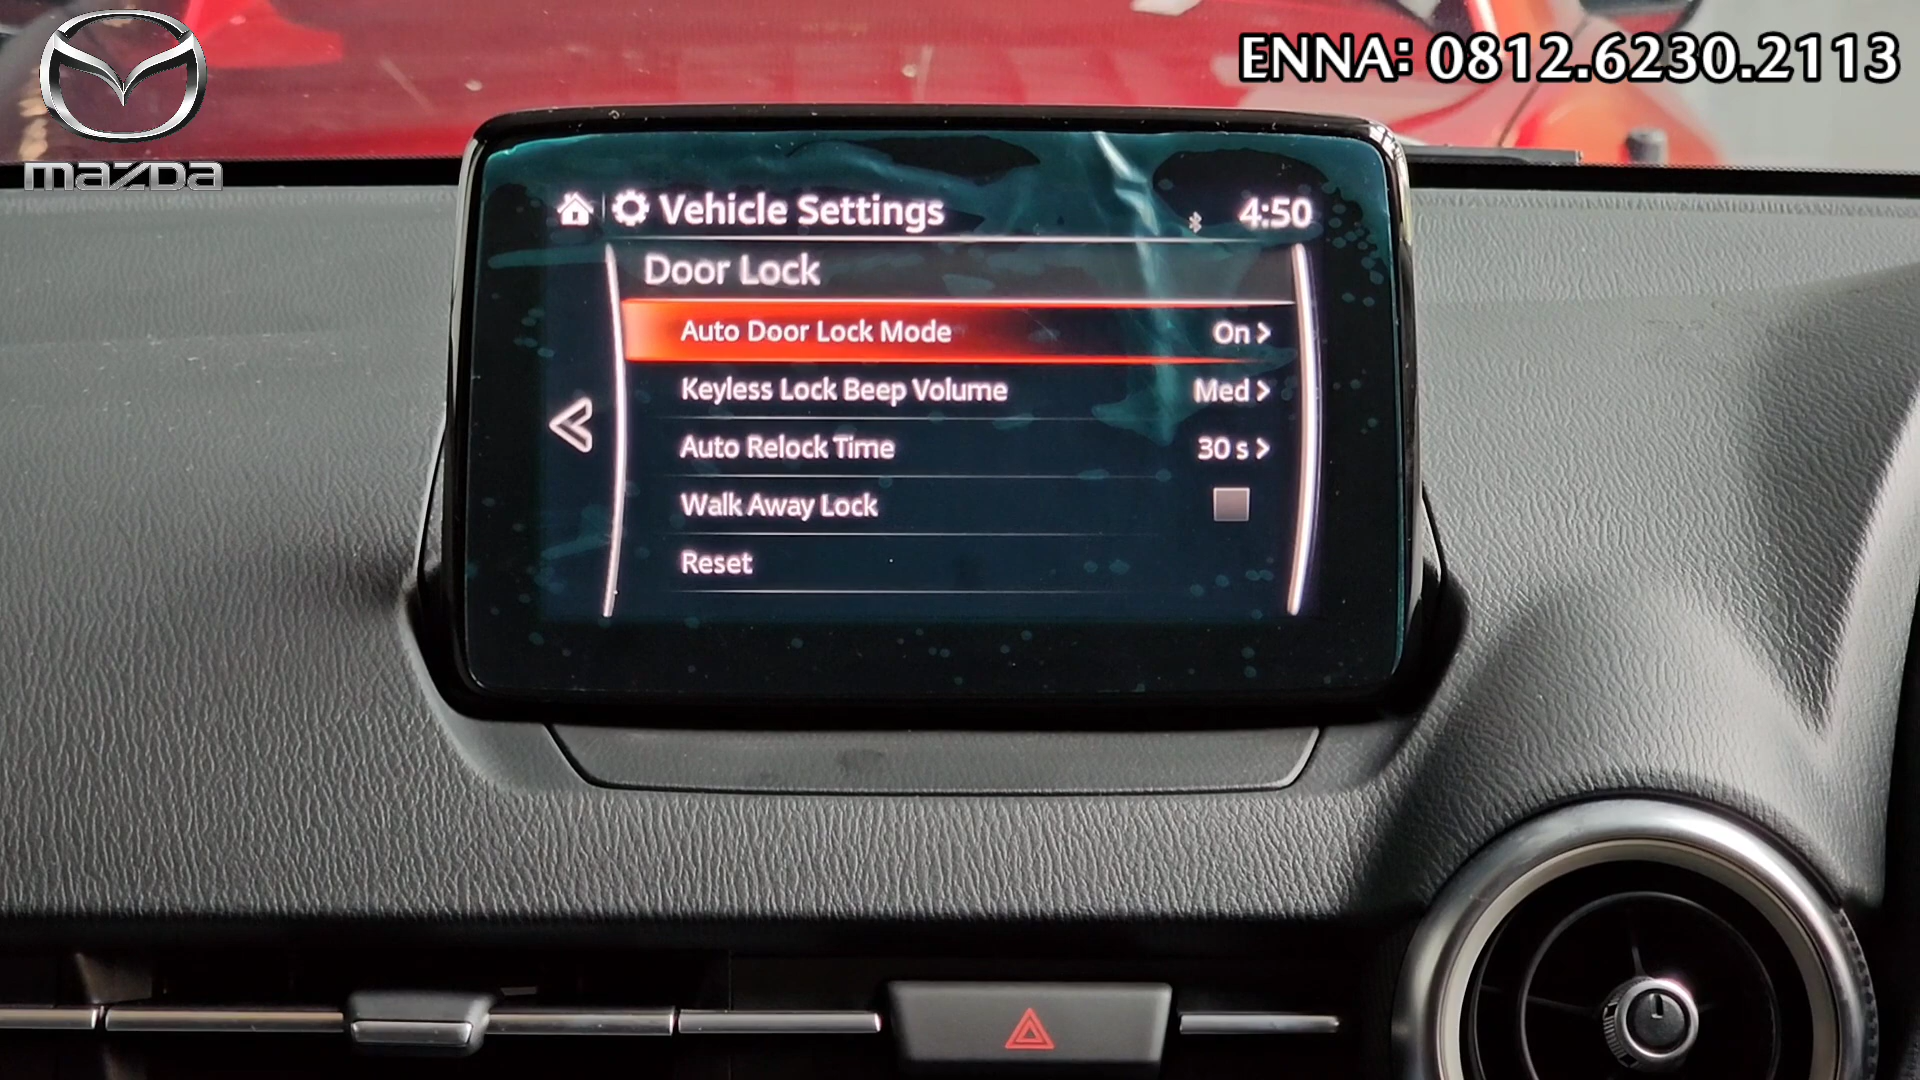 ENNA: 0812.6230.2113
mazda
Vehicle Settings 4:50
Door Lock
Auto Door Lock Mode On >
Keyless Lock Beep Volume Med >
Auto Relock Time 30 s >
Walk Away Lock
Reset